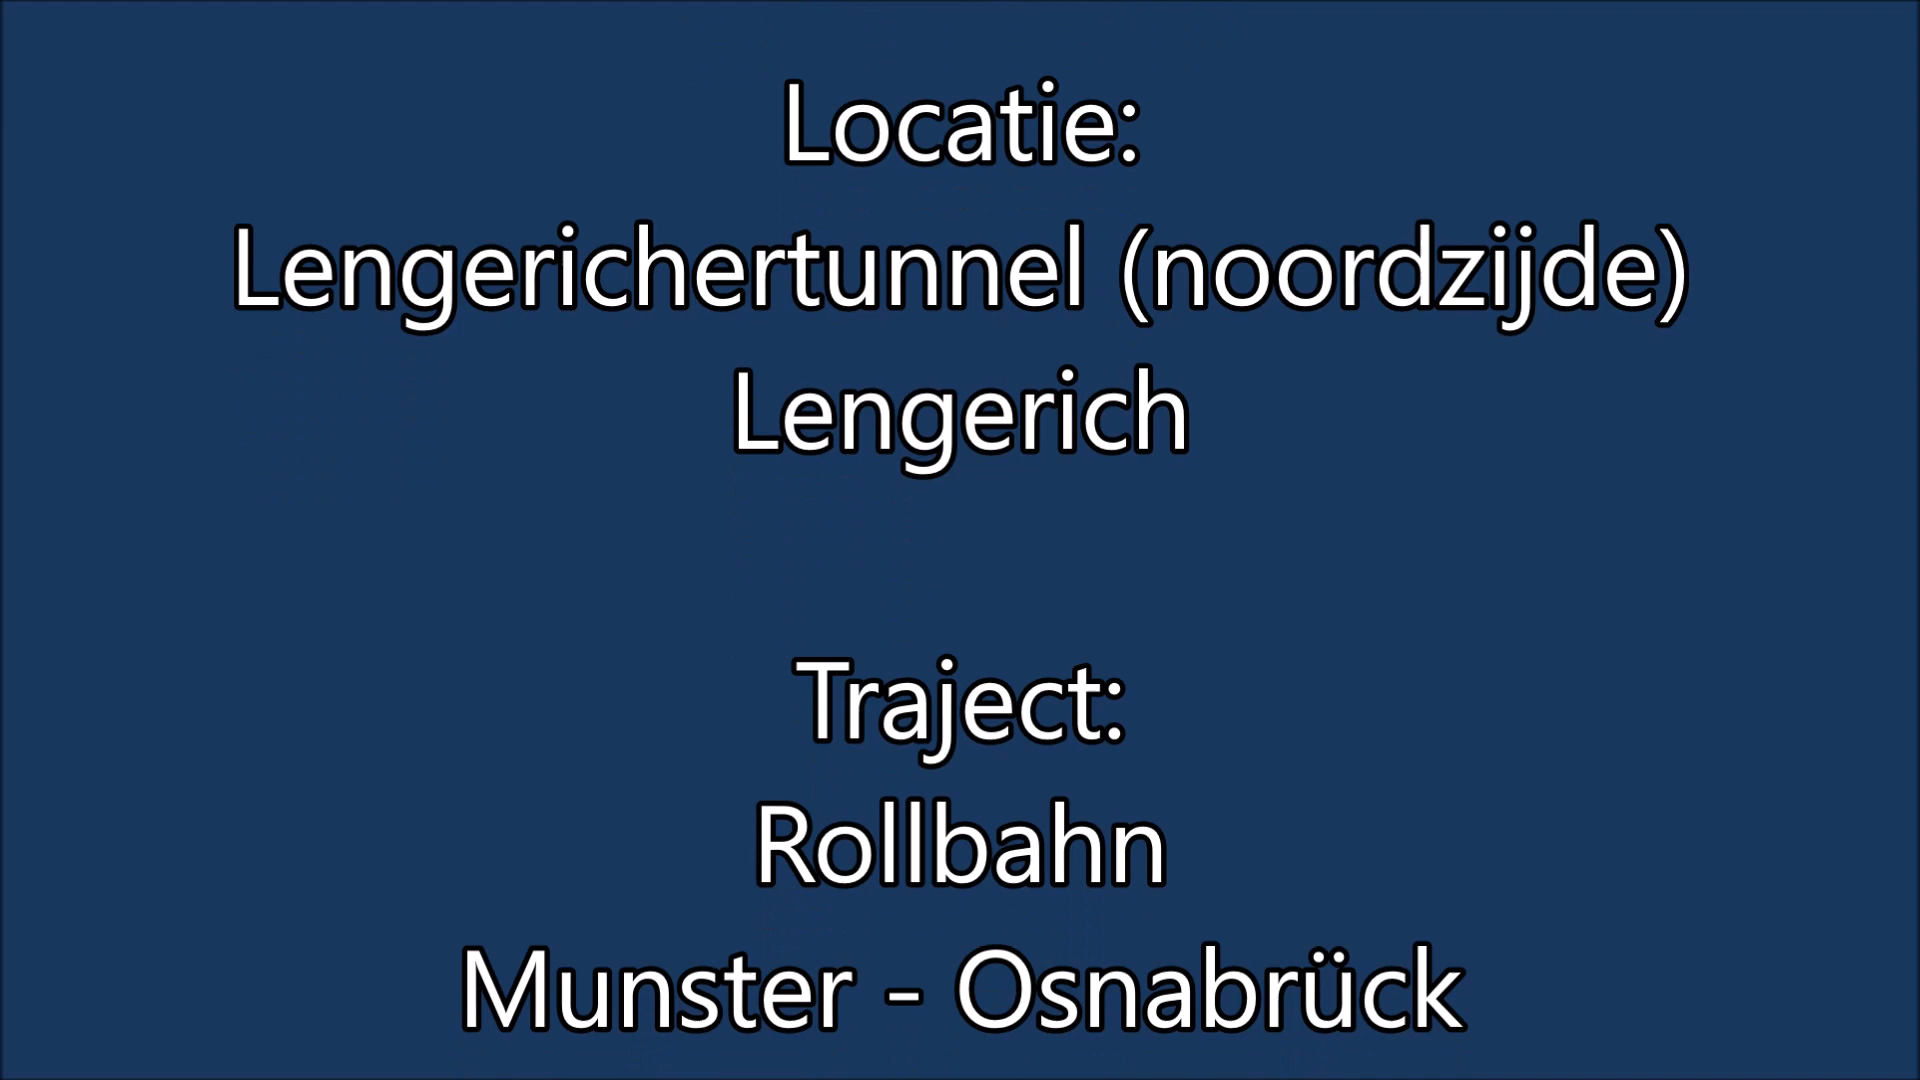 Locatie:
Lengerichertunnel (noordzijde)
Lengerich
Traject:
Rollbahn
Munster - Osnabrück